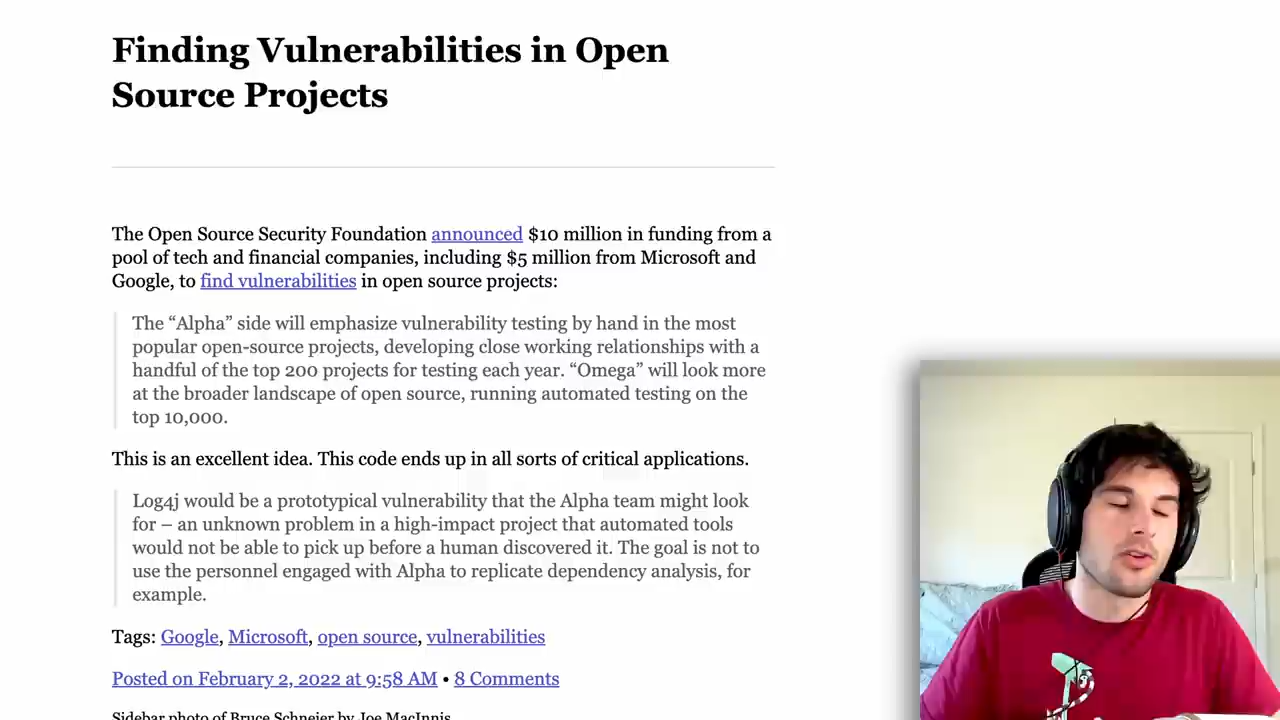 Finding Vulnerabilities in Open
Source Projects
The Open Source Security Foundation announced $10 million in funding from a
pool of tech and financial companies, including $5 million from Microsoft and
Google, to find vulnerabilities in open source projects:
The “Alpha” side will emphasize vulnerability testing by hand in the most
popular open-source projects, developing close working relationships with a
handful of the top 200 projects for testing each year. “Omega” will look more
at the broader landscape of open source, running automated testing on the
top 10,000.
This is an excellent idea. This code ends up in all sorts of critical applications.
Log4j would be a prototypical vulnerability that the Alpha team might look
for – an unknown problem in a high-impact project that automated tools
would not be able to pick up before a human discovered it. The goal is not to
use the personnel engaged with Alpha to replicate dependency analysis, for
example.
Tags: Google, Microsoft, open source, vulnerabilities
Posted on February 2, 2022 at 9:58 AM • 8 Comments
Sidebar photo of Bruce Schneier by Joe MacInnis.